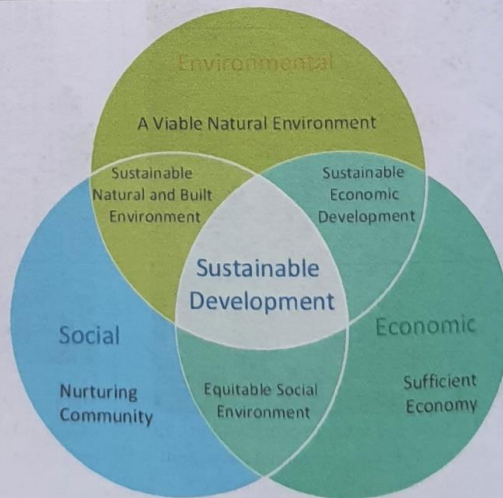 Environmental
A Viable Natural Environment
Sustainable
Natural and Built
Environment
Sustainable
Economic
Development
Sustainable
Development
Social
Nurturing
Community
Economic
Sufficient
Economy
Equitable Social
Environment